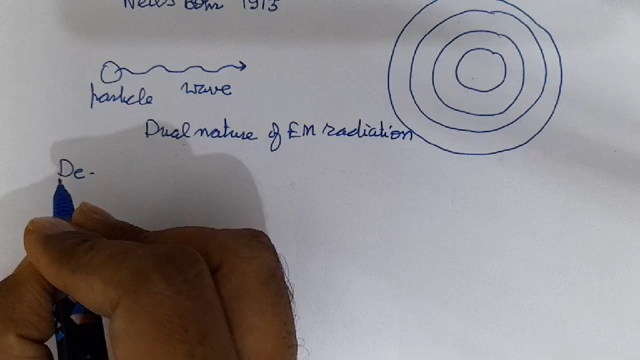 Neils Bohr 1913
particle wave
Dual nature of EM radiation
De-